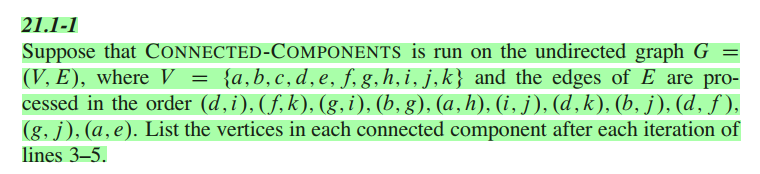 21.1-1
Suppose that CONNECTED-COMPONENTS is run on the undirected graph G =
(V, E), where V = {a, b, c, d, e, f, g, h, i, j, k} and the edges of E are pro-
cessed in the order (d, i), (f, k), (g, i), (b, g), (a, h), (i, j), (d, k), (b, j), (d, f),
(g, j), (a, e). List the vertices in each connected component after each iteration of
lines 3–5.